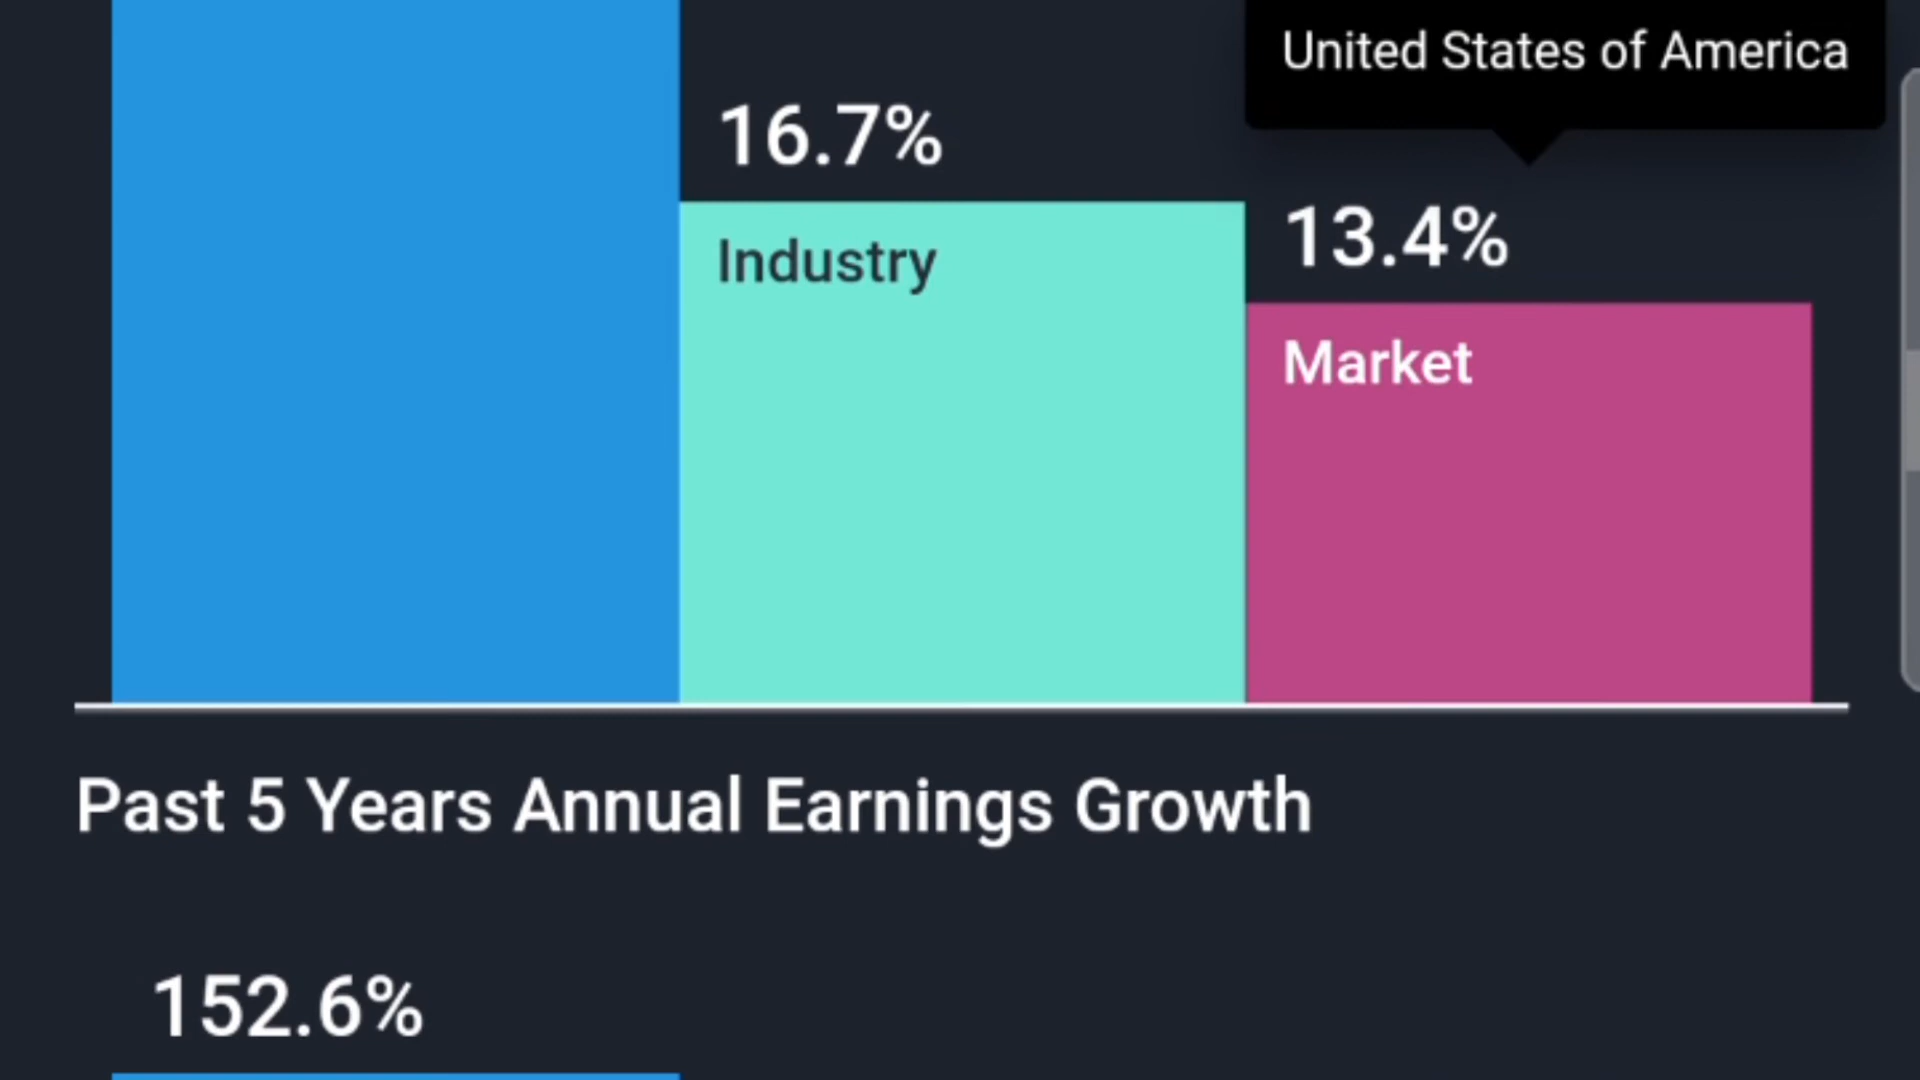 United States of America
16.7%
13.4%
Industry
Market
Past 5 Years Annual Earnings Growth
152.6%